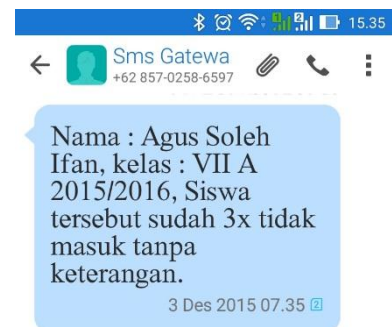 15.35
Sms Gatewa
+62 857-0258-6597
Nama : Agus Soleh
Ifan, kelas : VII A
2015/2016, Siswa
tersebut sudah 3x tidak
masuk tanpa
keterangan.
3 Des 2015 07.35 2